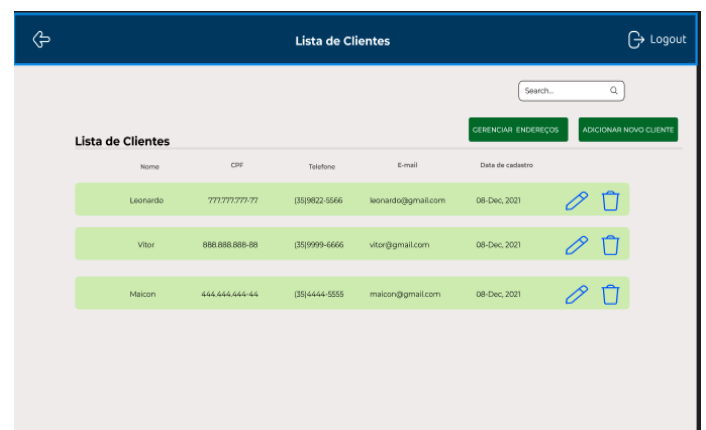 Lista de Clientes
Logout
Search...
GERENCIAR ENDEREÇOS ADICIONAR NOVO CLIENTE
Lista de Clientes
Nome CPF Telefone E-mail Data de cadastro
Leonardo 777.777.777-77 (35)9822-5566 leonardo@gmail.com 08-Dec, 2021
Vitor 888.888.888-88 (35)9999-6666 vitor@gmail.com 08-Dec, 2021
Maicon 444.444.444-44 (35)4444-5555 maicon@gmail.com 08-Dec, 2021